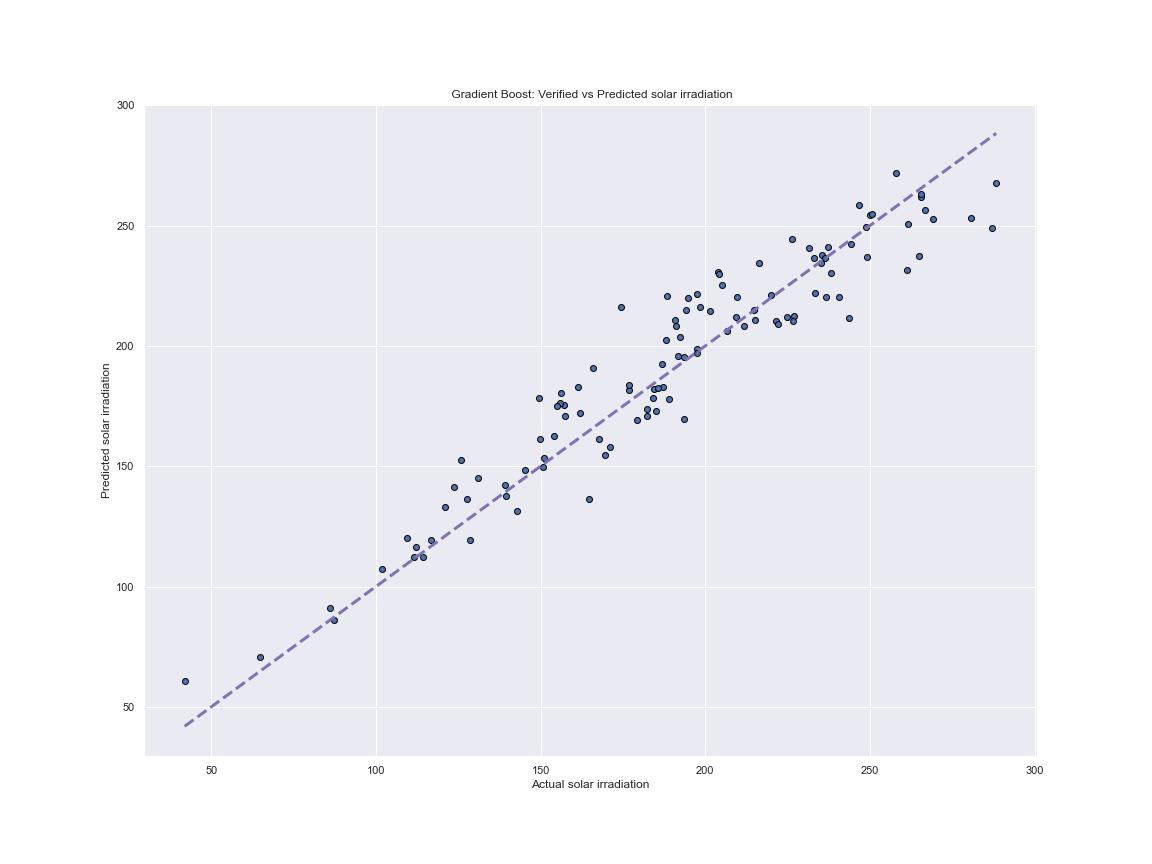 Gradient Boost: Verified vs Predicted solar irradiation
300
250
200
150
100
50
Predicted solar irradiation
50 100 150 200 250 300
Actual solar irradiation